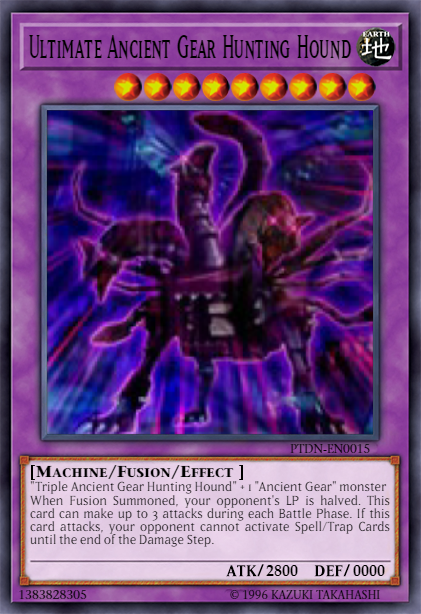 Ultimate Ancient Gear Hunting Hound
EARTH
地
PTDN-EN0015
[Machine/Fusion/Effect ]
"Triple Ancient Gear Hunting Hound" + 1 "Ancient Gear" monster
When Fusion Summoned, your opponent's LP is halved. This
card can make up to 3 attacks during each Battle Phase. If this
card attacks, your opponent cannot activate Spell/Trap Cards
until the end of the Damage Step.
ATK/2800 DEF/0000
1383828305 © 1996 KAZUKI TAKAHASHI